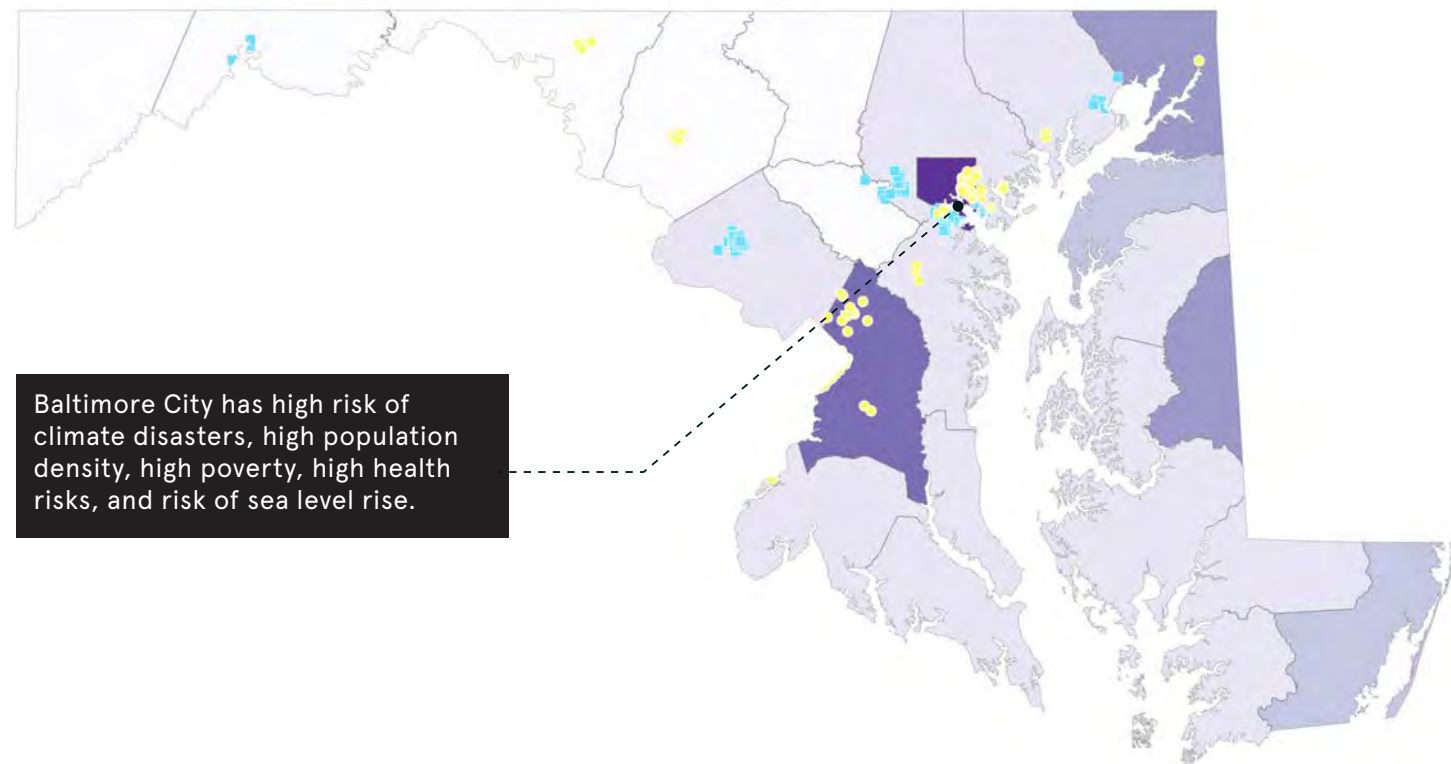 Baltimore City has high risk of
climate disasters, high population
density, high poverty, high health
risks, and risk of sea level rise.